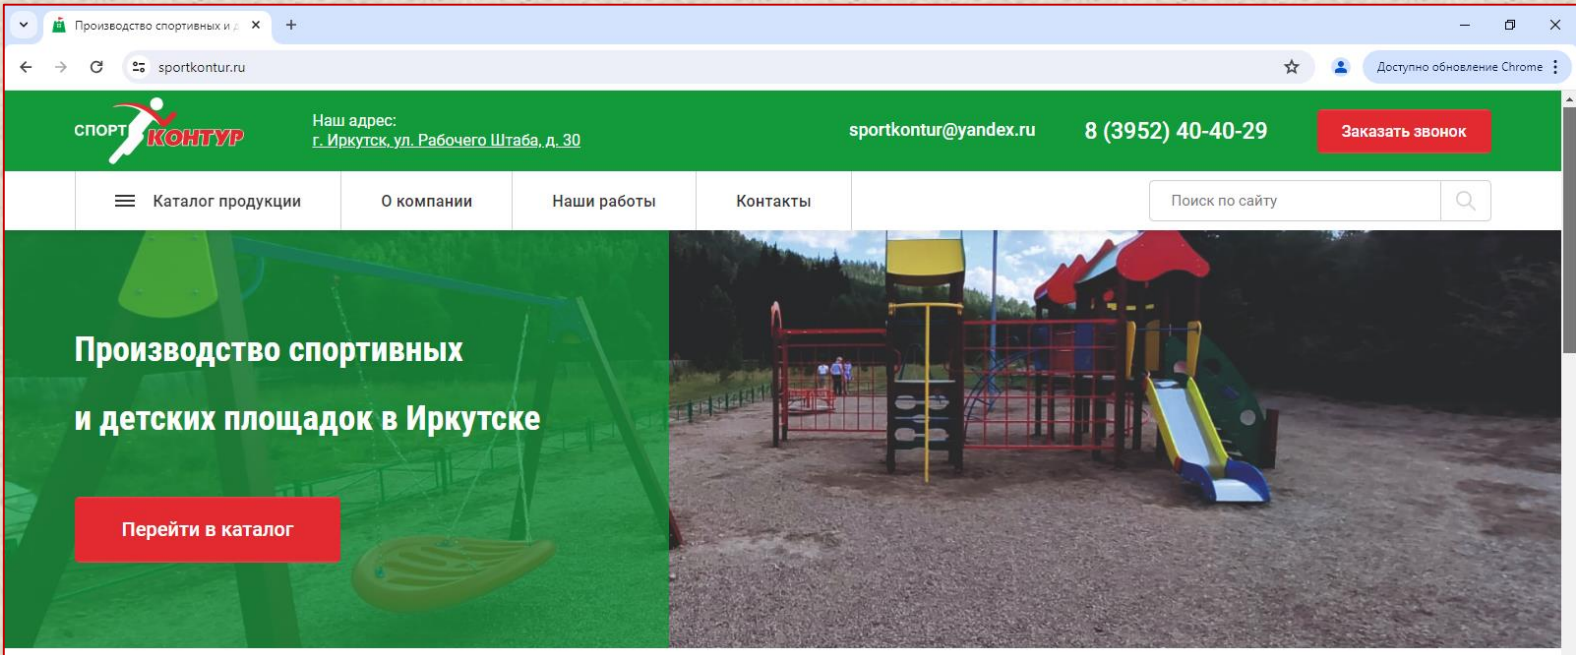 Производство спортивных и д
sportkontur.ru
Доступно обновление Chrome
СПОРТ КОНТУР
Наш адрес:
г. Иркутск, ул. Рабочего Штаба, д. 30
sportkontur@yandex.ru
8 (3952) 40-40-29
Заказать звонок
Каталог продукции
О компании
Наши работы
Контакты
Поиск по сайту
Производство спортивных
и детских площадок в Иркутске
Перейти в каталог